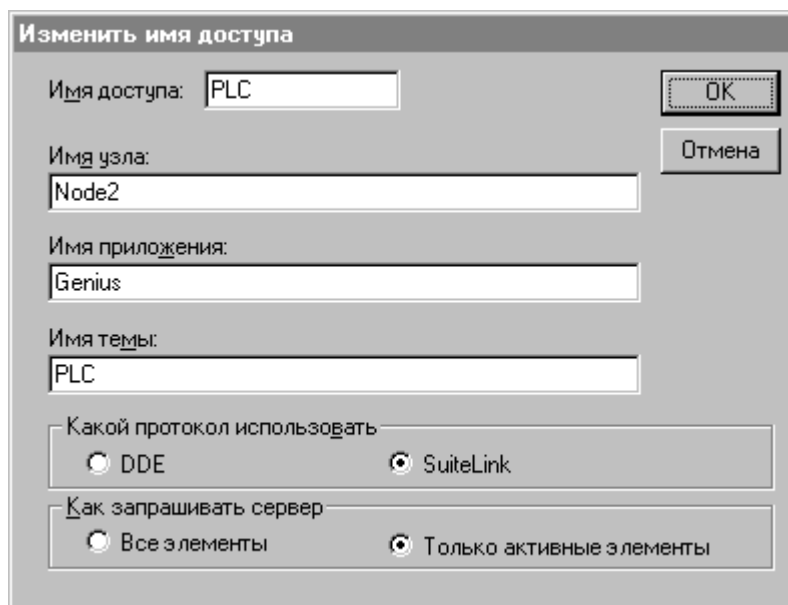 Изменить имя доступа
Имя доступа: PLC
OK
Имя узла:
Отмена
Node2
Имя приложения:
Genius
Имя темы:
PLC
Какой протокол использовать
DDE SuiteLink
Как запрашивать сервер
Все элементы Только активные элементы